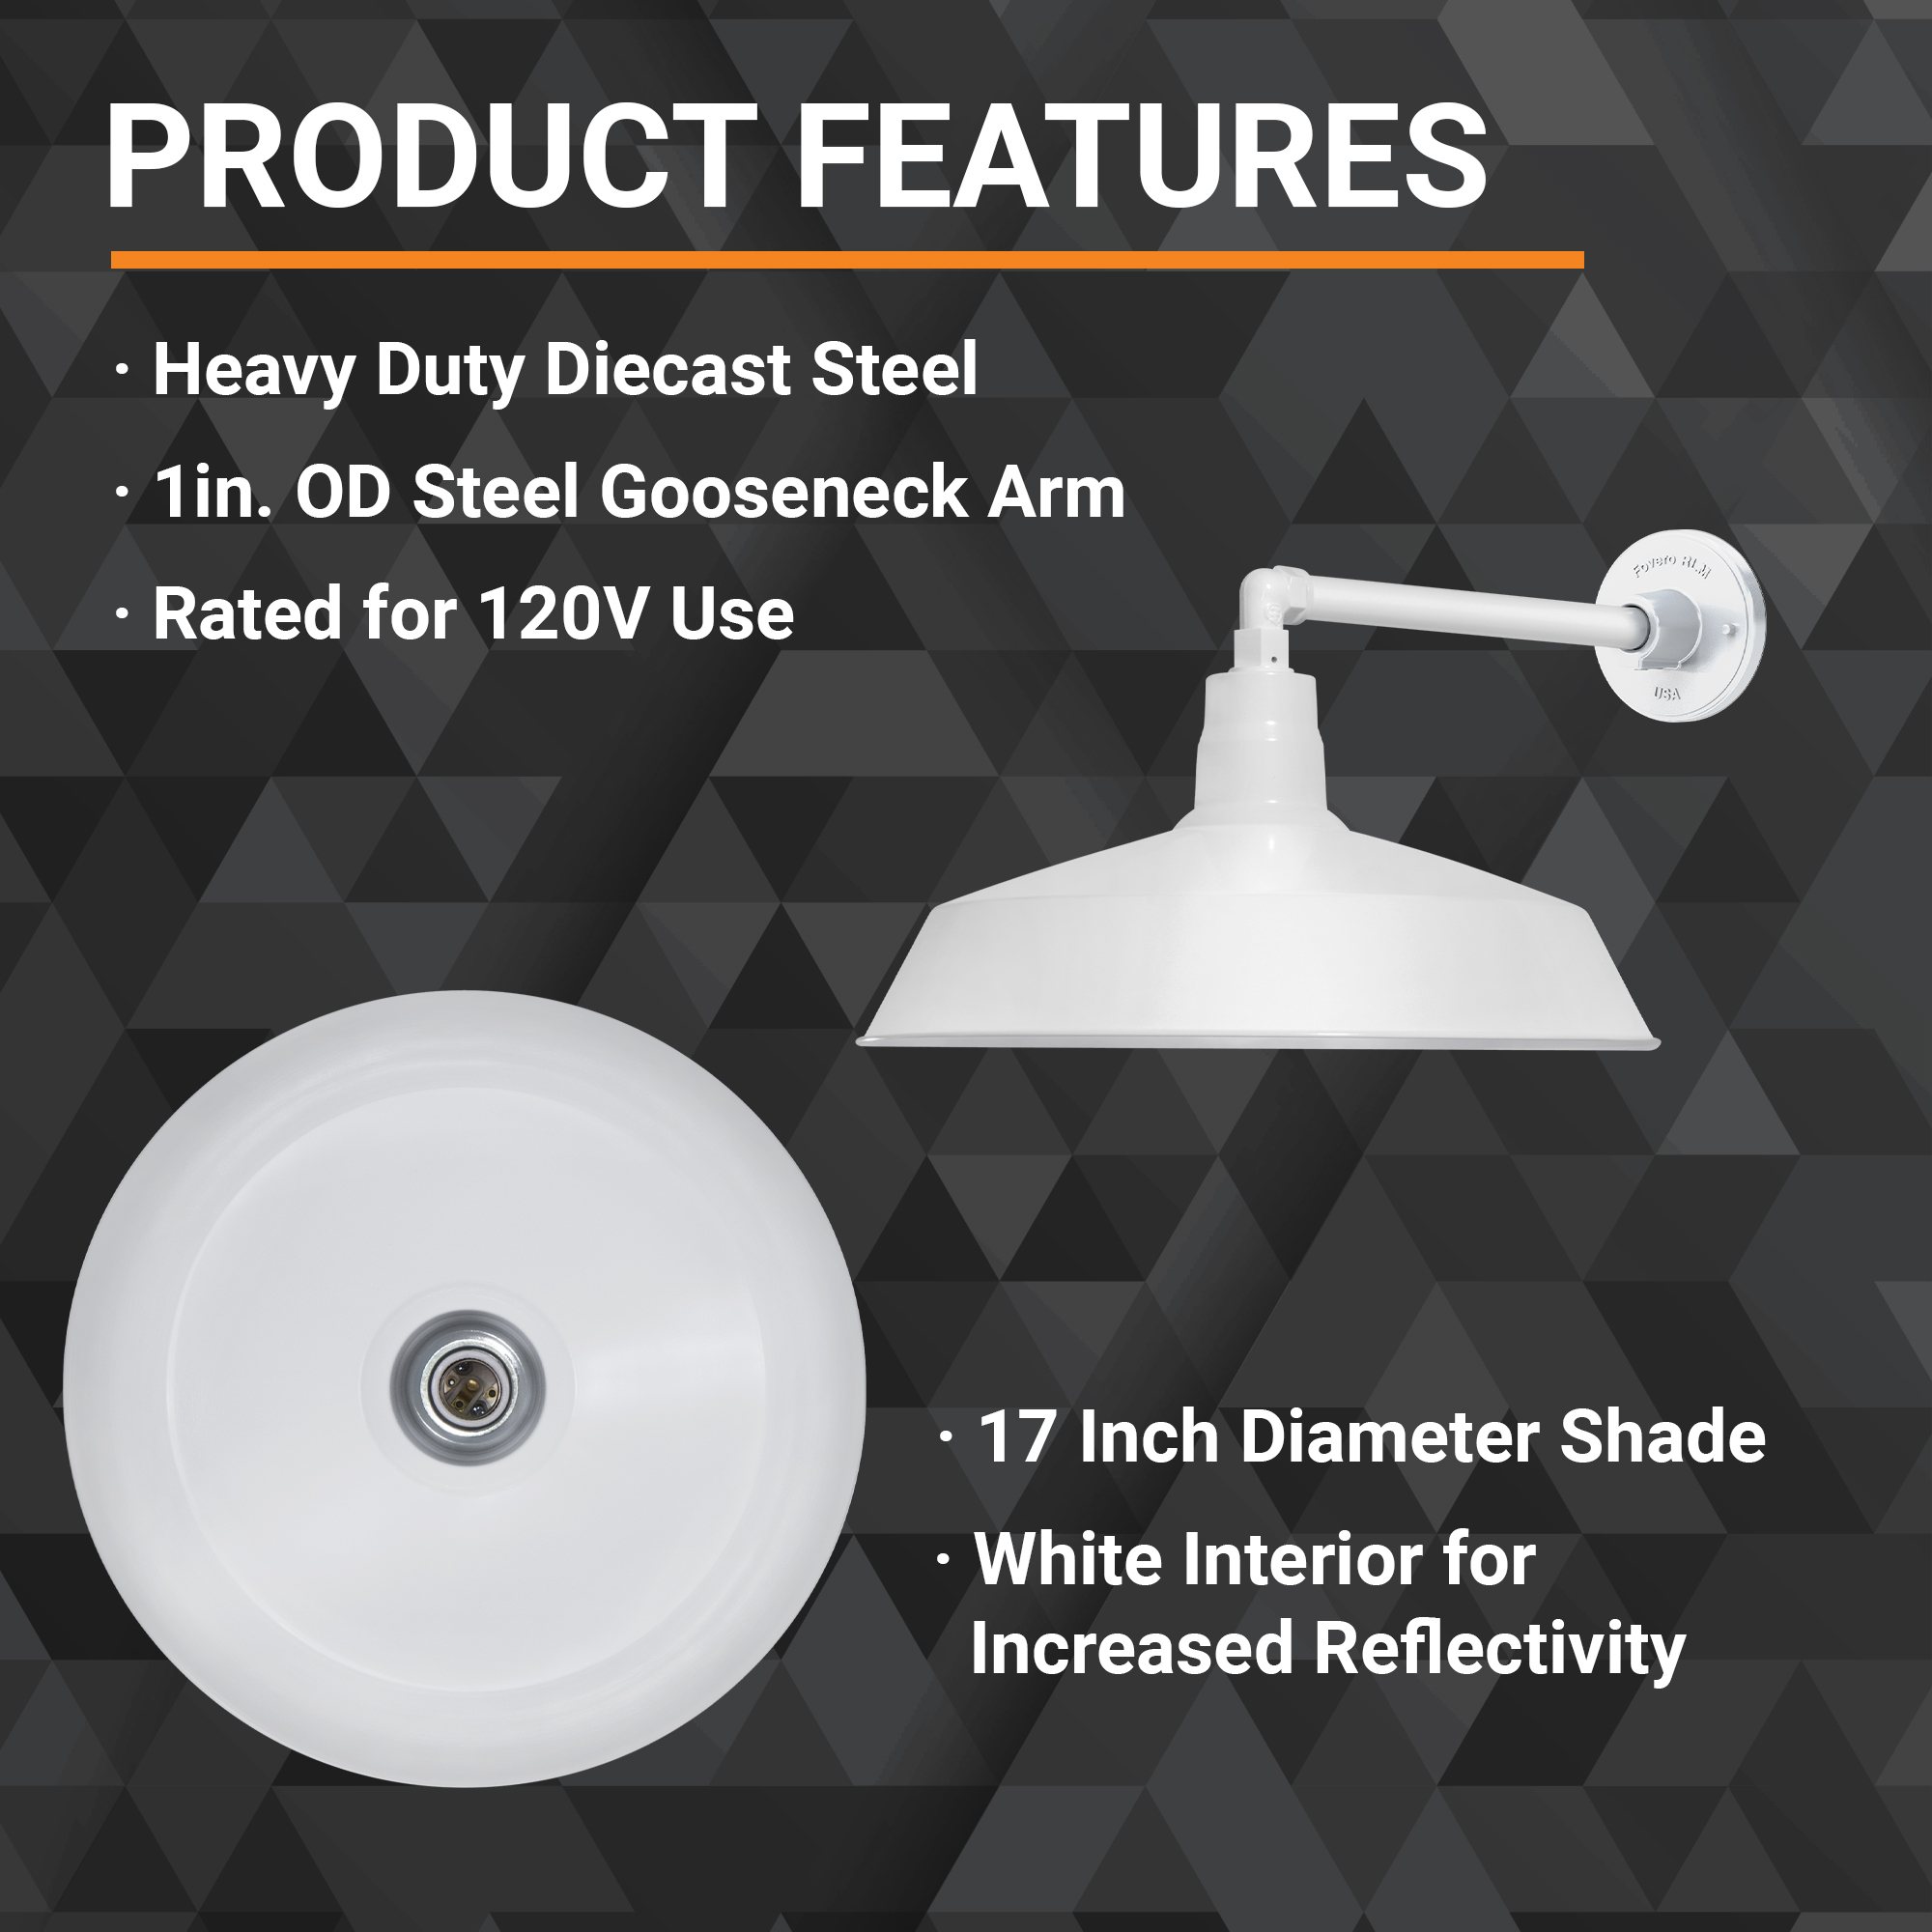 PRODUCT FEATURES
· Heavy Duty Diecast Steel
· 1in. OD Steel Gooseneck Arm
· Rated for 120V Use
RLM
USA
· 17 Inch Diameter Shade
· White Interior for
Increased Reflectivity